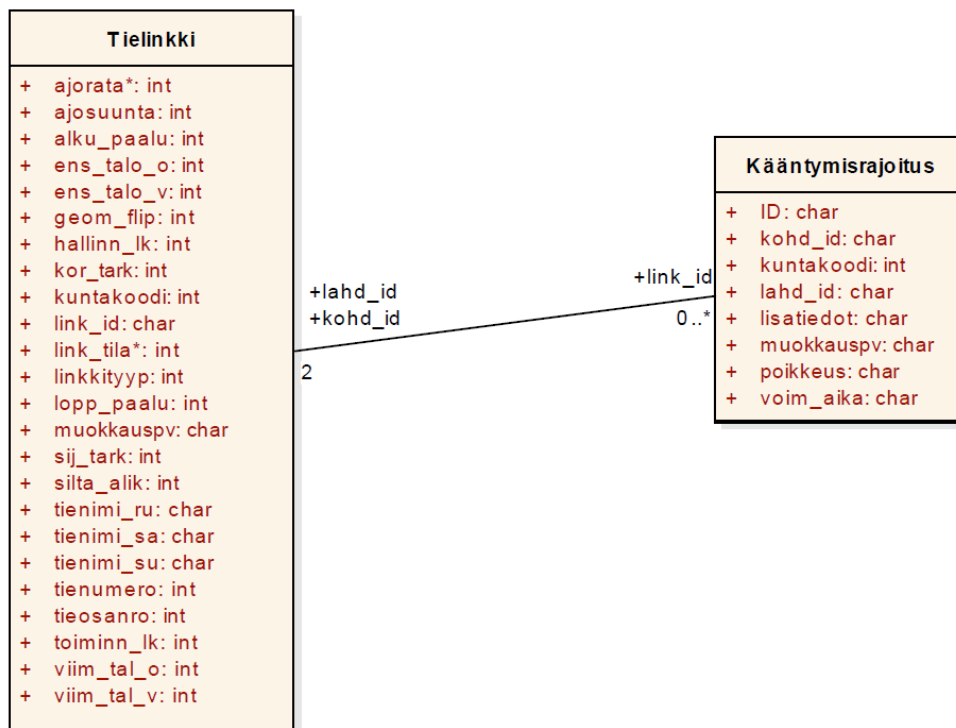 Tielinkki
+ ajorata*: int
+ ajosuunta: int
+ alku_paalu: int
+ ens_talo_o: int
+ ens_talo_v: int
+ geom_flip: int
+ hallinn_lk: int
+ kor_tark: int
+ kuntakoodi: int
+ link_id: char
+ link_tila*: int
+ linkkityyp: int
+ lopp_paalu: int
+ muokkauspv: char
+ sij_tark: int
+ silta_alik: int
+ tienimi_ru: char
+ tienimi_sa: char
+ tienimi_su: char
+ tienumero: int
+ tieosanro: int
+ toiminn_lk: int
+ viim_tal_o: int
+ viim_tal_v: int
+lahd_id
+kohd_id
2
+link_id
0..*
Kääntymisrajoitus
+ ID: char
+ kohd_id: char
+ kuntakoodi: int
+ lahd_id: char
+ lisatiedot: char
+ muokkauspv: char
+ poikkeus: char
+ voim_aika: char